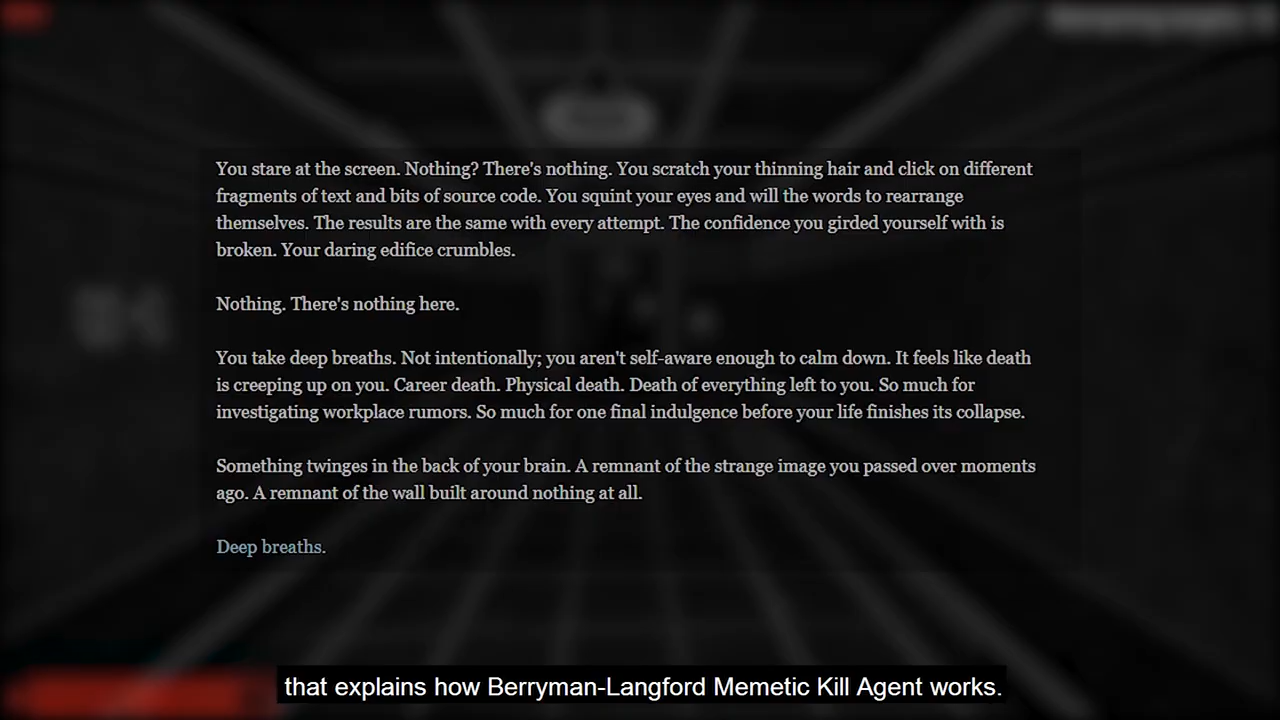 You stare at the screen. Nothing? There's nothing. You scratch your thinning hair and click on different
fragments of text and bits of source code. You squint your eyes and will the words to rearrange
themselves. The results are the same with every attempt. The confidence you girded yourself with is
broken. Your daring edifice crumbles.
Nothing. There's nothing here.
You take deep breaths. Not intentionally; you aren't self-aware enough to calm down. It feels like death
is creeping up on you. Career death. Physical death. Death of everything left to you. So much for
investigating workplace rumors. So much for one final indulgence before your life finishes its collapse.
Something twinges in the back of your brain. A remnant of the strange image you passed over moments
ago. A remnant of the wall built around nothing at all.
Deep breaths.
that explains how Berryman-Langford Memetic Kill Agent works.